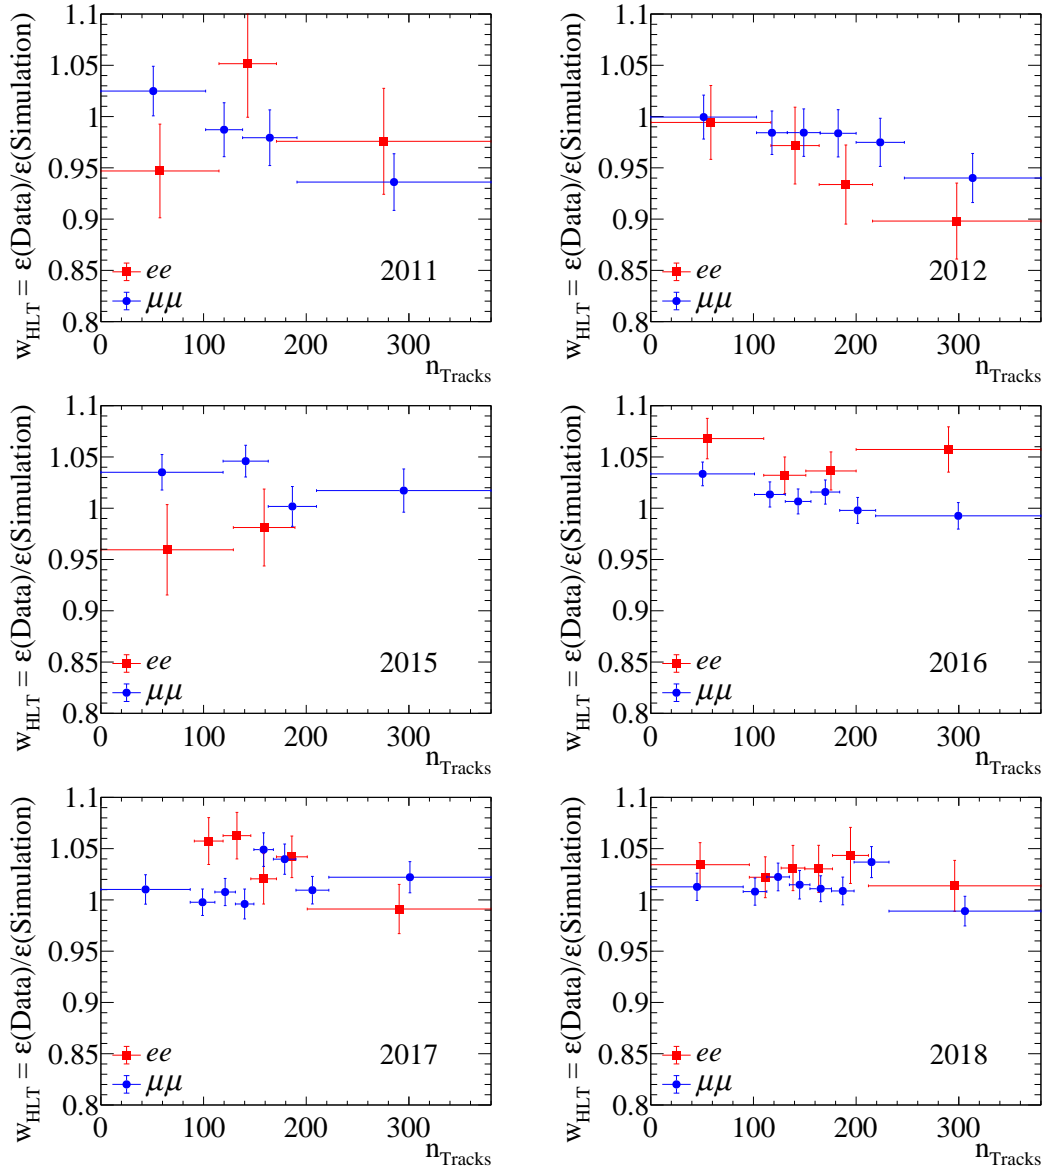 w_HLT = ε(Data)/ε(Simulation)
1.1
1.05
1
0.95
0.9
0.85
0.8
ee
μμ
2011
0 100 200 300
n_Tracks
w_HLT = ε(Data)/ε(Simulation)
1.1
1.05
1
0.95
0.9
0.85
0.8
ee
μμ
2012
0 100 200 300
n_Tracks
w_HLT = ε(Data)/ε(Simulation)
1.1
1.05
1
0.95
0.9
0.85
0.8
ee
μμ
2015
0 100 200 300
n_Tracks
w_HLT = ε(Data)/ε(Simulation)
1.1
1.05
1
0.95
0.9
0.85
0.8
ee
μμ
2016
0 100 200 300
n_Tracks
w_HLT = ε(Data)/ε(Simulation)
1.1
1.05
1
0.95
0.9
0.85
0.8
ee
μμ
2017
0 100 200 300
n_Tracks
w_HLT = ε(Data)/ε(Simulation)
1.1
1.05
1
0.95
0.9
0.85
0.8
ee
μμ
2018
0 100 200 300
n_Tracks